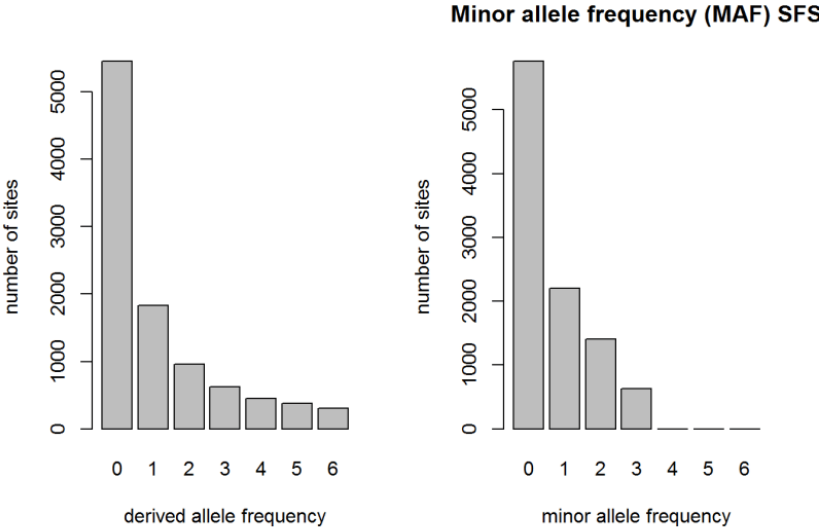 Minor allele frequency (MAF) SFS
number of sites
0
1000
2000
3000
4000
5000
0 1 2 3 4 5 6
derived allele frequency
number of sites
0
1000
2000
3000
4000
5000
0 1 2 3 4 5 6
minor allele frequency